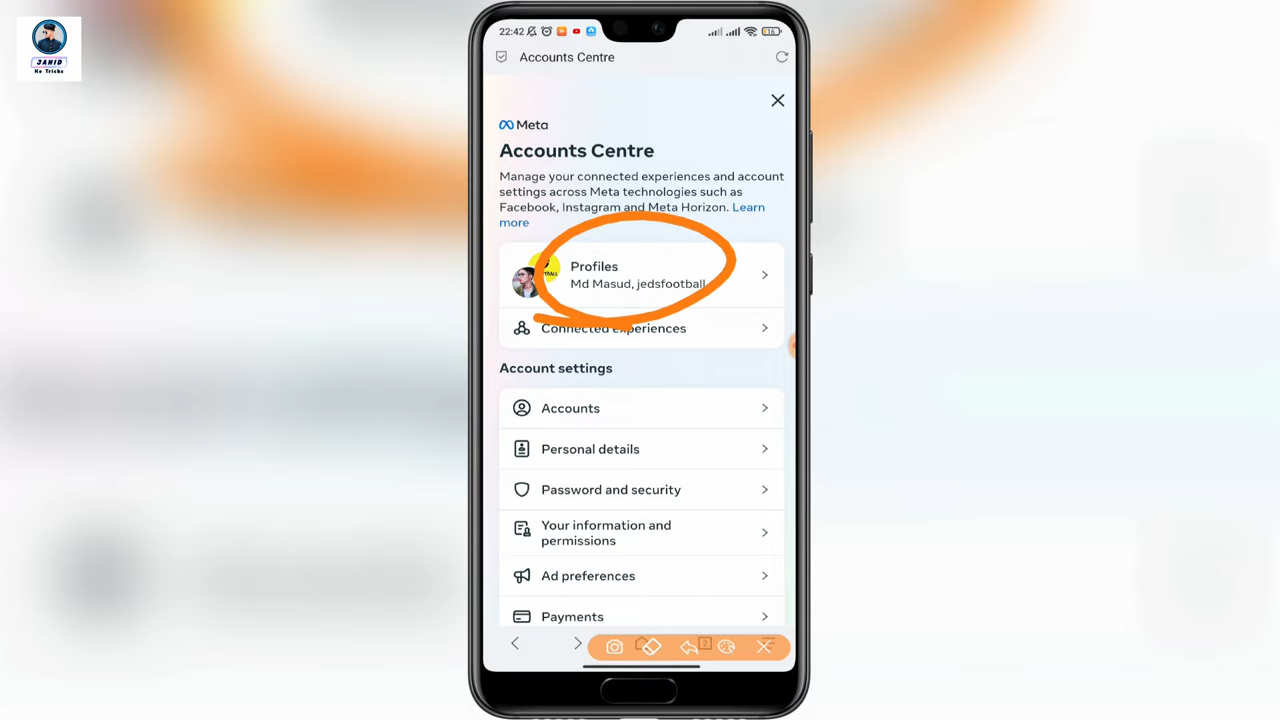 JAHID
Ke Tricks
22:42
16
Accounts Centre
Meta
Accounts Centre
Manage your connected experiences and account
settings across Meta technologies such as
Facebook, Instagram and Meta Horizon. Learn
more
Profiles
Md Masud, jedsfootball
Connected experiences
Account settings
Accounts
Personal details
Password and security
Your information and
permissions
Ad preferences
Payments
2